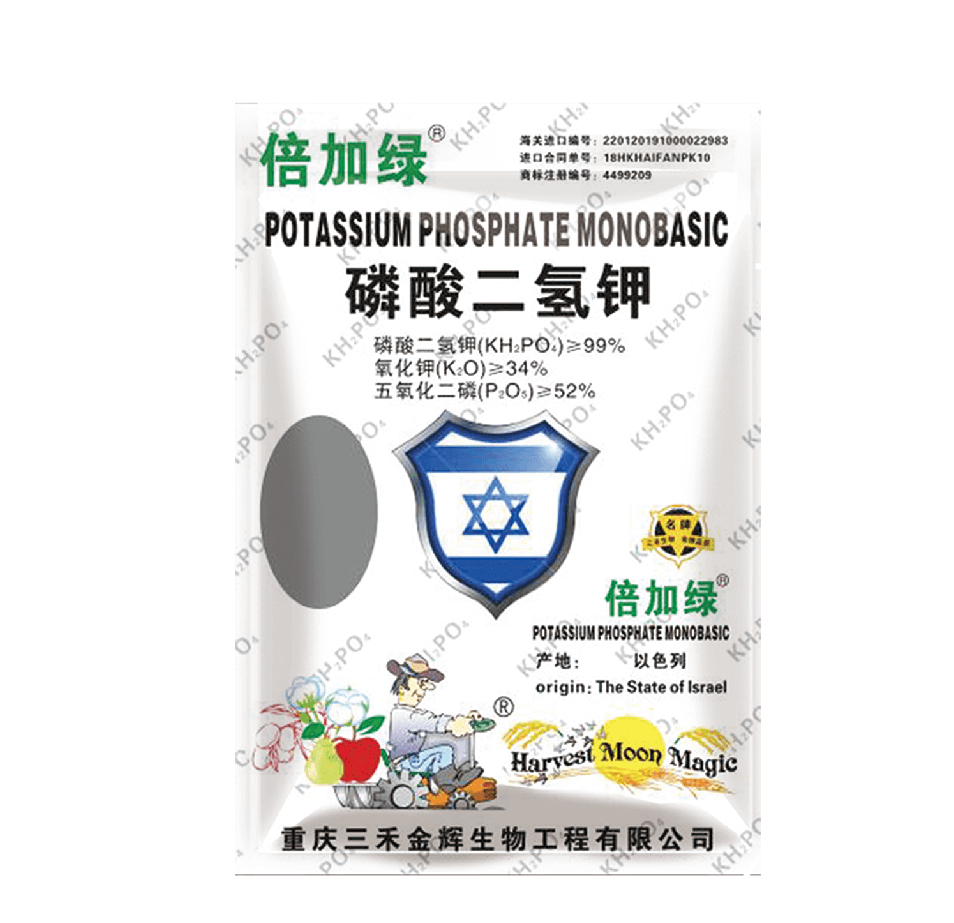 倍加绿®
海关进口编号：220120191000022983
进口合同单号：18HKHAIFANPK10
商标注册编号：4499209
POTASSIUM PHOSPHATE MONOBASIC
磷酸二氢钾
磷酸二氢钾(KH₂PO₄)≥99%
氧化钾(K₂O)≥34%
五氧化二磷(P₂O₅)≥52%
名牌
倍加绿®
POTASSIUM PHOSPHATE MONOBASIC
产地： 以色列
origin: The State of Israel
®
Harvest Moon Magic
重庆三禾金辉生物工程有限公司
KH₂PO₄